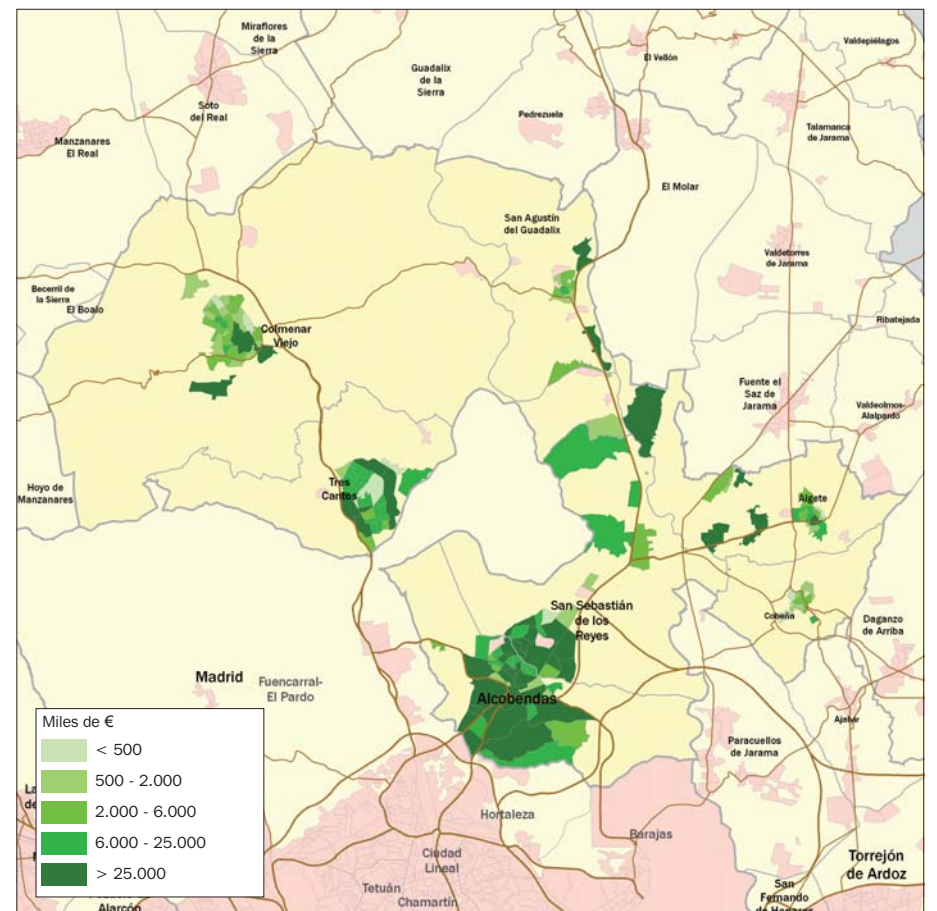 Miraflores
de la
Sierra
Valdepiélagos
El Vellón
Guadalix
de la
Sierra
Soto
del Real
Pedrezuela
Talamanca
de Jarama
Manzanares
El Real
El Molar
San Agustín
del Guadalix
Valdetorres
de Jarama
Becerril de
la Sierra
El Boalo
Ribatejada
Colmenar
Viejo
Fuente el
Saz de
Jarama
Valdeolmos-
Alalpardo
Hoyo de
Manzanares
Tres
Cantos
Algete
San Sebastián
de los
Reyes
Cobeña
Daganzo
de Arriba
Madrid
Fuencarral-
El Pardo
Alcobendas
Ajalvir
Paracuellos
de Jarama
Miles de €
< 500
500 - 2.000
2.000 - 6.000
6.000 - 25.000
> 25.000
Hortaleza
Barajas
Ciudad
Lineal
Torrejón
de Ardoz
Tetuán
Chamartín
San
Fernando
de Henares
Alarcón